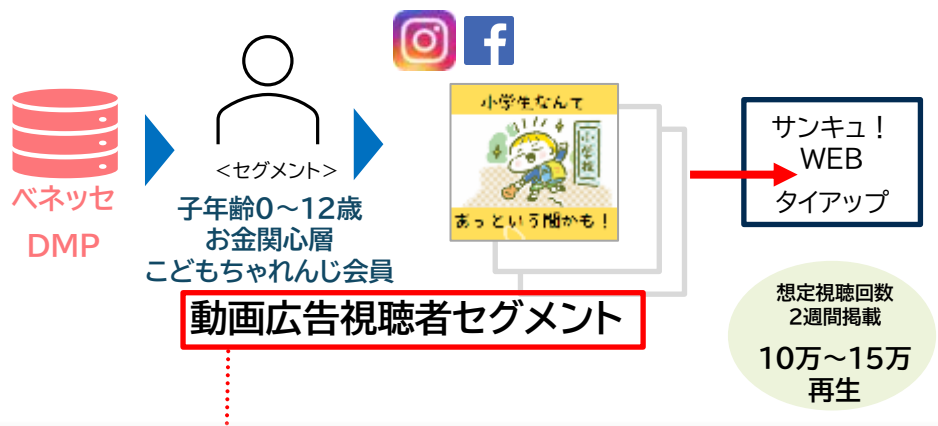 ベネッセ
DMP
<セグメント>
子年齢0～12歳
お金関心層
こどもちゃれんじ会員
動画広告視聴者セグメント
小学生なんて
小学校
あっという間かも！
サンキュ！
WEB
タイアップ
想定視聴回数
2週間掲載
10万～15万
再生